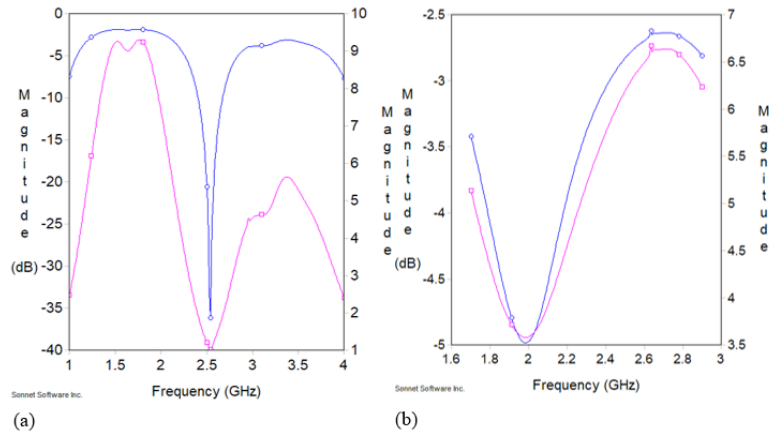 0
-5
-10
-15
-20
-25
-30
-35
-40
Magnitude
(dB)
10
9
8
7
6
5
4
3
2
1
Magnitude
1 1.5 2 2.5 3 3.5 4
Frequency (GHz)
Sonnet Software Inc.
(a)
-2.5
-3
-3.5
-4
-4.5
-5
Magnitude
(dB)
7
6.5
6
5.5
5
4.5
4
3.5
Magnitude
1.6 2 2.2 2.4 2.6 2.8 3
1.8
Frequency (GHz)
Sonnet Software Inc.
(b)